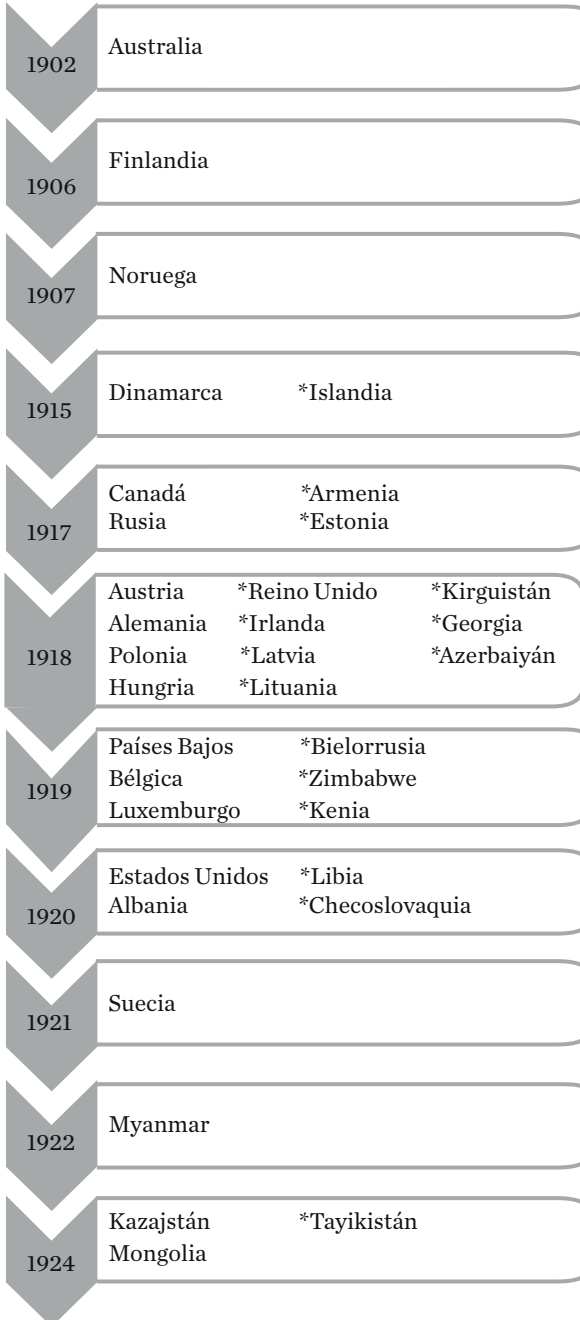 1902
Australia
1906
Finlandia
1907
Noruega
1915
Dinamarca *Islandia
1917
Canadá *Armenia
Rusia *Estonia
1918
Austria *Reino Unido *Kirguistán
Alemania *Irlanda *Georgia
Polonia *Latvia *Azerbaiyán
Hungria *Lituania
1919
Países Bajos *Bielorrusia
Bélgica *Zimbabwe
Luxemburgo *Kenia
1920
Estados Unidos *Libia
Albania *Checoslovaquia
1921
Suecia
1922
Myanmar
1924
Kazajstán *Tayikistán
Mongolia